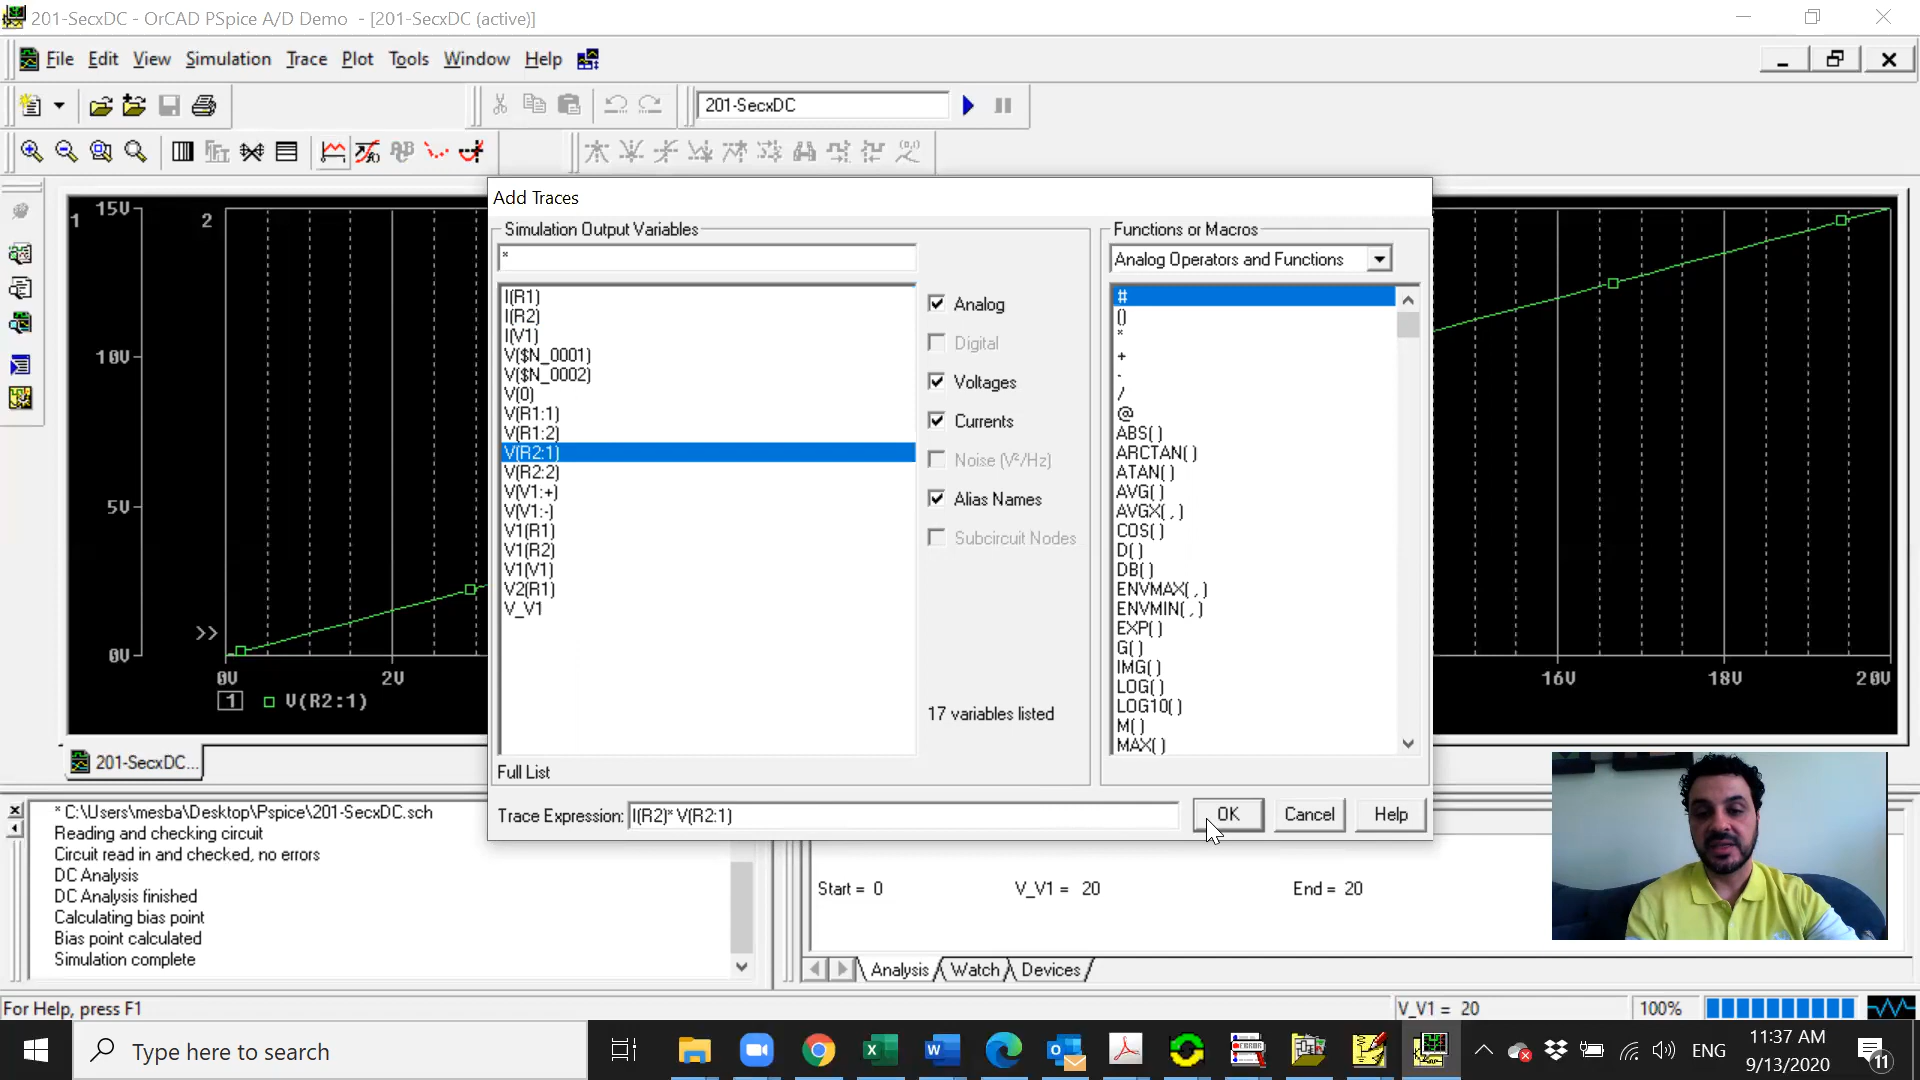 201-SecxDC - OrCAD PSpice A/D Demo - [201-SecxDC (active)]
File Edit View Simulation Trace Plot Tools Window Help
201-SecxDC
Add Traces
Simulation Output Variables
*
I(R1)
I(R2)
I(V1)
V($N_0001)
V($N_0002)
V(0)
V(R1:1)
V(R1:2)
V(R2:1)
V(R2:2)
V(V1:+)
V(V1:-)
V1(R1)
V1(R2)
V1(V1)
V2(R1)
V_V1
Full List
Analog
Digital
Voltages
Currents
Noise (V²/Hz)
Alias Names
Subcircuit Nodes
17 variables listed
Functions or Macros
Analog Operators and Functions
#
()
*
+
-
/
@
ABS()
ARCTAN()
ATAN()
AVG()
AVGX(,)
COS()
D()
DB()
ENVMAX(,)
ENVMIN(,)
EXP()
G()
IMG()
LOG()
LOG10()
M()
MAX()
Trace Expression: I(R2)* V(R2:1)
OK Cancel Help
1 15V 2
10V
5V
>>
0V
0V 2V 16V 18V 20V
1 V(R2:1)
201-SecxDC...
* C:\Users\mesba\Desktop\Pspice\201-SecxDC.sch
Reading and checking circuit
Circuit read in and checked, no errors
DC Analysis
DC Analysis finished
Calculating bias point
Bias point calculated
Simulation complete
Start = 0 V_V1 = 20 End = 20
Analysis Watch Devices
For Help, press F1
V_V1 = 20 100%
Type here to search
ENG
11:37 AM
9/13/2020
11